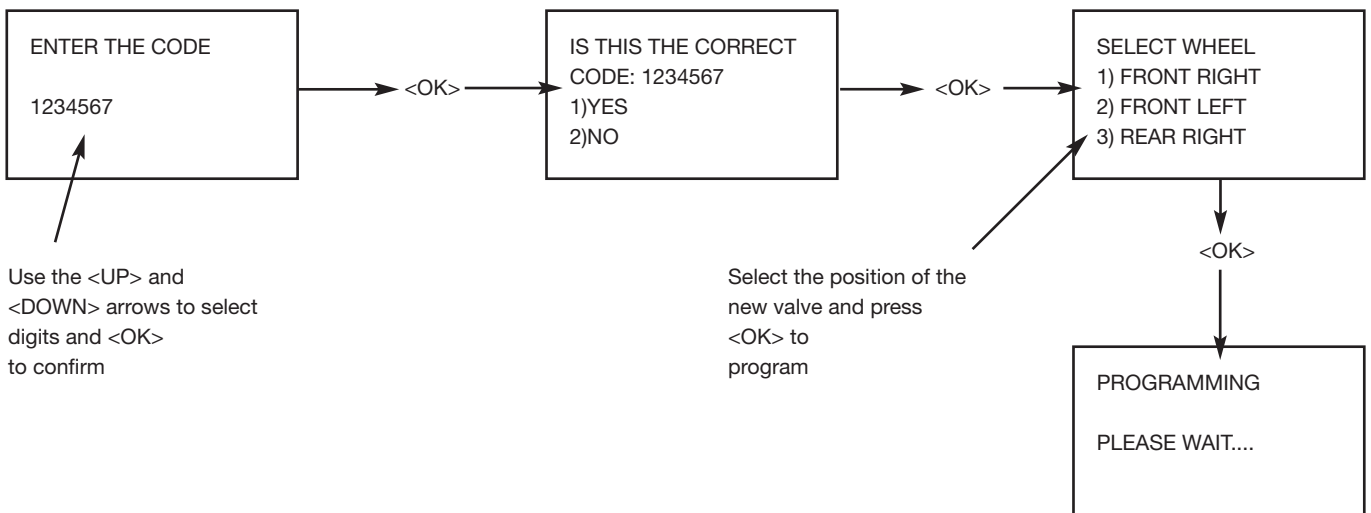 ENTER THE CODE
1234567
<OK>
IS THIS THE CORRECT
CODE: 1234567
1)YES
2)NO
<OK>
SELECT WHEEL
1) FRONT RIGHT
2) FRONT LEFT
3) REAR RIGHT
Use the <UP> and
<DOWN> arrows to select
digits and <OK>
to confirm
Select the position of the
new valve and press
<OK> to
program
<OK>
PROGRAMMING
PLEASE WAIT....